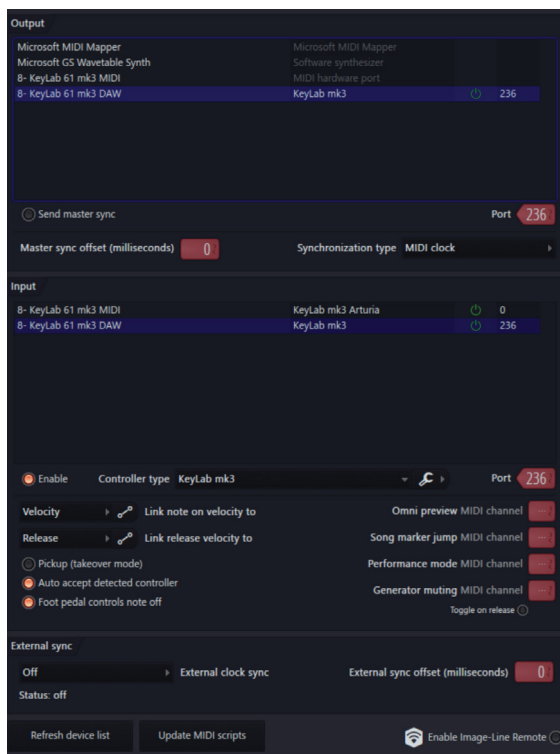 Output
Microsoft MIDI Mapper Microsoft MIDI Mapper
Microsoft GS Wavetable Synth Software synthesizer
8- KeyLab 61 mk3 MIDI MIDI hardware port
8- KeyLab 61 mk3 DAW KeyLab mk3 236
Send master sync Port 236
Master sync offset (milliseconds) 0 Synchronization type MIDI clock
Input
8- KeyLab 61 mk3 MIDI KeyLab mk3 Arturia 0
8- KeyLab 61 mk3 DAW KeyLab mk3 236
Enable Controller type KeyLab mk3 Port 236
Velocity Link note on velocity to Omni preview MIDI channel ---
Release Link release velocity to Song marker jump MIDI channel ---
Pickup (takeover mode) Performance mode MIDI channel ---
Auto accept detected controller
Foot pedal controls note off Generator muting MIDI channel ---
Toggle on release
External sync
Off External clock sync External sync offset (milliseconds) 0
Status: off
Refresh device list Update MIDI scripts Enable Image-Line Remote